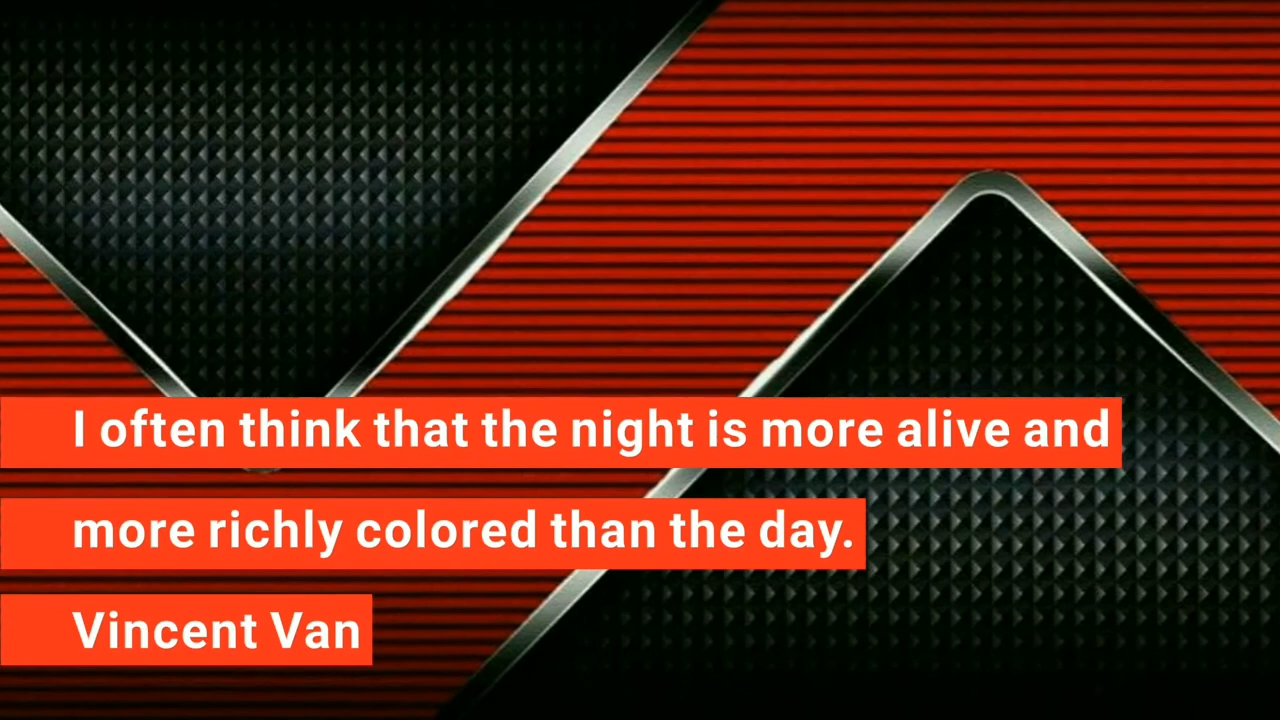 I often think that the night is more alive and
more richly colored than the day.
Vincent Van